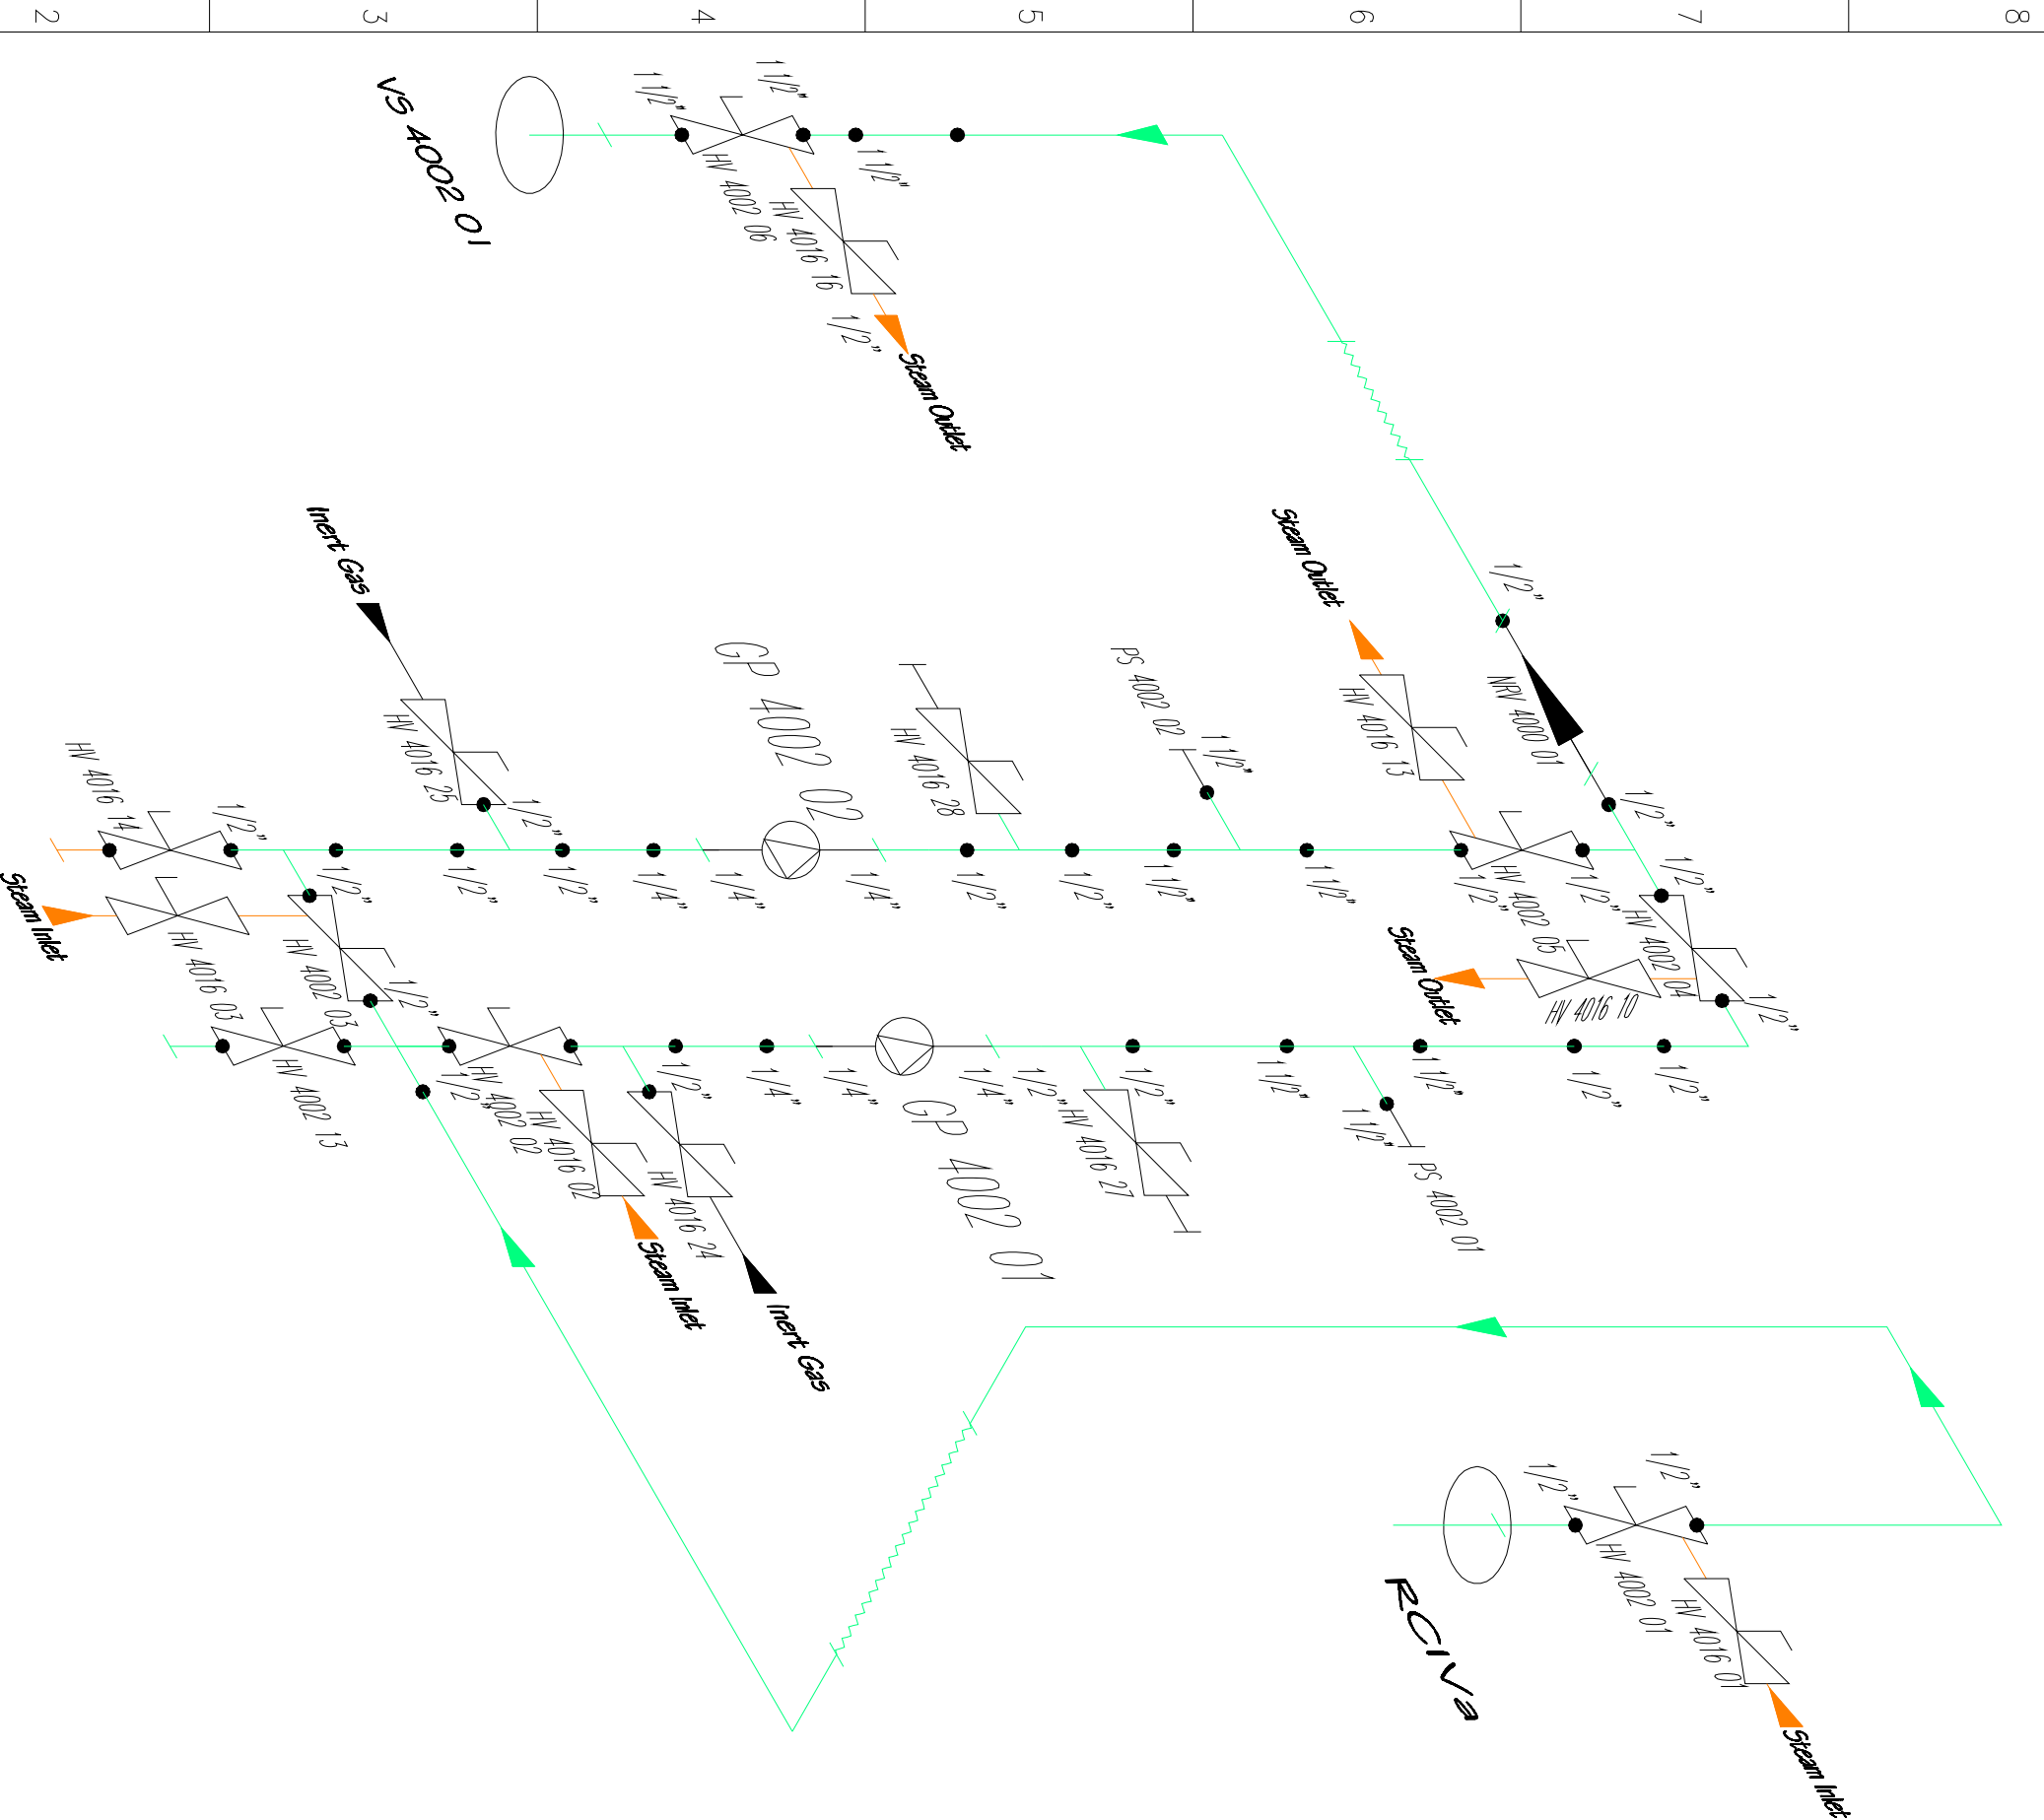 2
3
4
5
6
7
8
1 1/2"
1 1/2"
1 1/2"
HV 4002 06
HV 4016 16
1/2"
Steam Outlet
VS 4002 01
Inert Gas
HV 4016 25
1/2"
GP 4002 02
HV 4016 28
PS 4002 02
1 1/2"
Steam Outlet
HV 4016 13
1/2"
NRV 4000 01
1/2"
HV 4016 14
1/2"
1/2"
1/2"
1/2"
1/4"
1/4"
1/4"
1/2"
1/2"
1 1/2"
1 1/2"
1/2"
HV 4002 05
1/2"
1/2"
HV 4002 04
1/2"
Steam Inlet
HV 4016 03
HV 4002 03
1/2"
Steam Outlet
HV 4016 10
HV 4002 13
1/2"
HV 4002 02
HV 4016 02
Steam Inlet
1/2"
HV 4016 24
Inert Gas
1/4"
1/4"
GP 4002 01
1/4"
1/2"
HV 4016 27
1/2"
1 1/2"
1 1/2"
PS 4002 01
1 1/2"
1/2"
1/2"
1/2"
1/2"
HV 4002 01
HV 4016 01
Steam Inlet
RC1Va